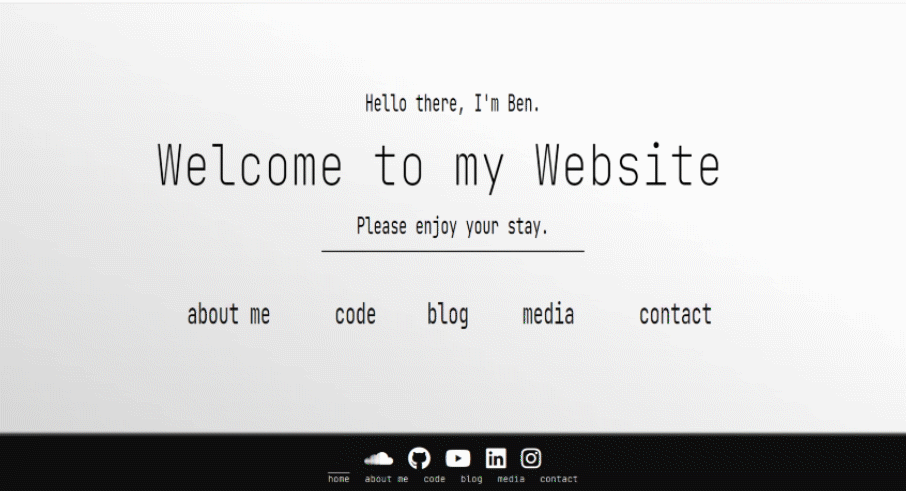 Hello there, I'm Ben.
Welcome to my Website
Please enjoy your stay.
about me code blog media contact
in
home about me code blog media contact